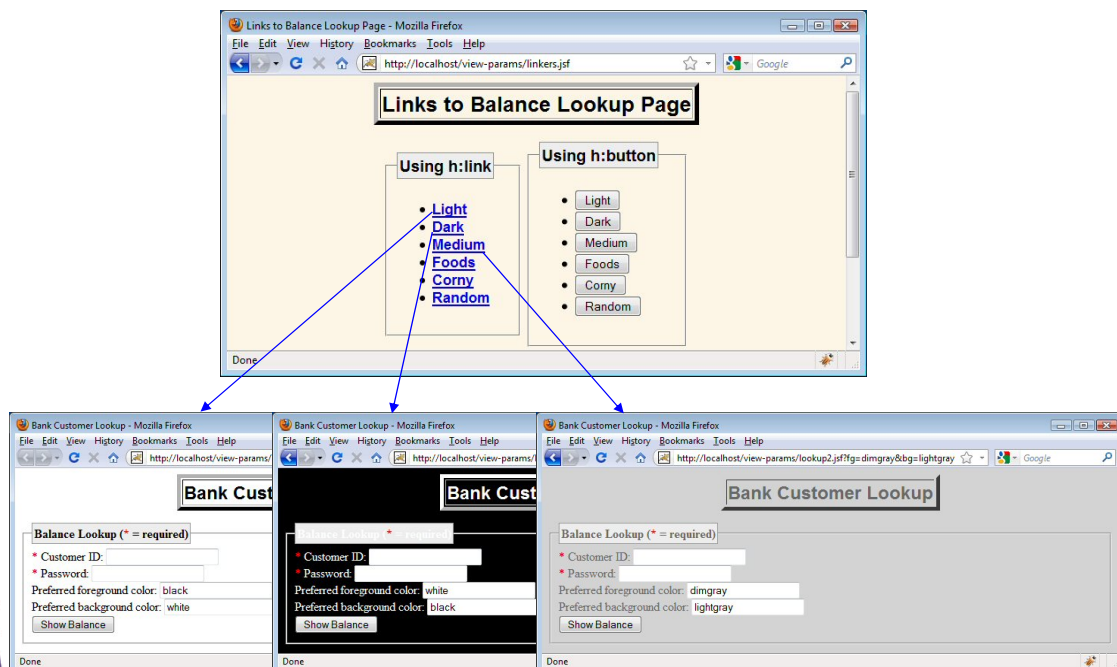 Links to Balance Lookup Page - Mozilla Firefox
File Edit View History Bookmarks Tools Help
http://localhost/view-params/linkers.jsf
Google
Links to Balance Lookup Page
Using h:link
Light
Dark
Medium
Foods
Corny
Random
Using h:button
Light
Dark
Medium
Foods
Corny
Random
Done
Bank Customer Lookup - Mozilla Firefox
File Edit View History Bookmarks Tools Help
http://localhost/view-params/
Bank Cust
Balance Lookup (* = required)
* Customer ID:
* Password:
Preferred foreground color: black
Preferred background color: white
Show Balance
Done
Bank Customer Lookup - Mozilla Firefox
File Edit View History Bookmarks Tools Help
http://localhost/view-params/
Bank Cust
Balance Lookup (* = required)
* Customer ID:
* Password:
Preferred foreground color: white
Preferred background color: black
Show Balance
Done
Bank Customer Lookup - Mozilla Firefox
File Edit View History Bookmarks Tools Help
http://localhost/view-params/lookup2.jsf?fg=dimgray&bg=lightgray
Google
Bank Customer Lookup
Balance Lookup (* = required)
* Customer ID:
* Password:
Preferred foreground color: dimgray
Preferred background color: lightgray
Show Balance
Done